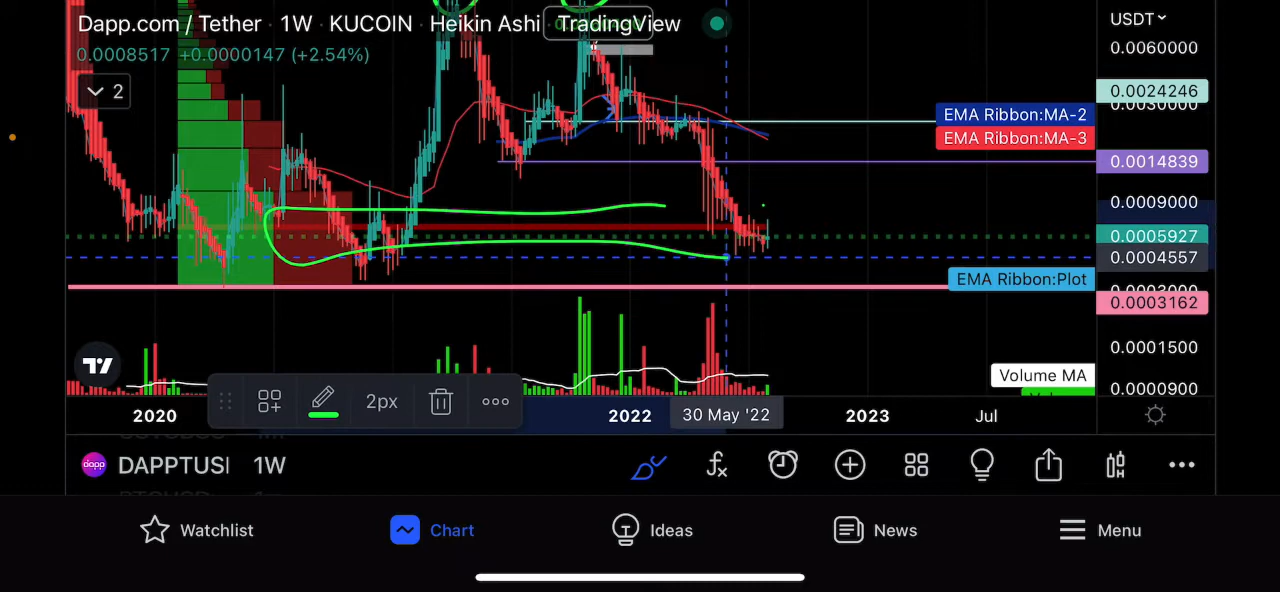 Dapp.com / Tether · 1W · KUCOIN · Heikin Ashi · TradingView
USDT
0.0008517 +0.0000147 (+2.54%)
0.0060000
2
0.0024246
0.0030000
EMA Ribbon:MA-2
EMA Ribbon:MA-3
0.0014839
0.0009000
0.0005927
0.0004557
EMA Ribbon:Plot
0.0003162
0.0001500
Volume MA
0.0000900
2px
2020
2022
30 May '22
2023
Jul
dapp
DAPPTUSI 1W
Watchlist
Chart
Ideas
News
Menu